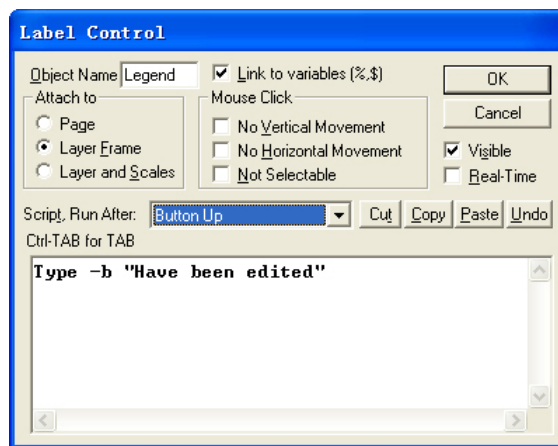 Label Control
Object Name Legend Link to variables (%,$) OK
Attach to Mouse Click Cancel
Page No Vertical Movement
Layer Frame No Horizontal Movement Visible
Layer and Scales Not Selectable Real-Time
Script, Run After: Button Up Cut Copy Paste Undo
Ctrl-TAB for TAB
Type -b "Have been edited"